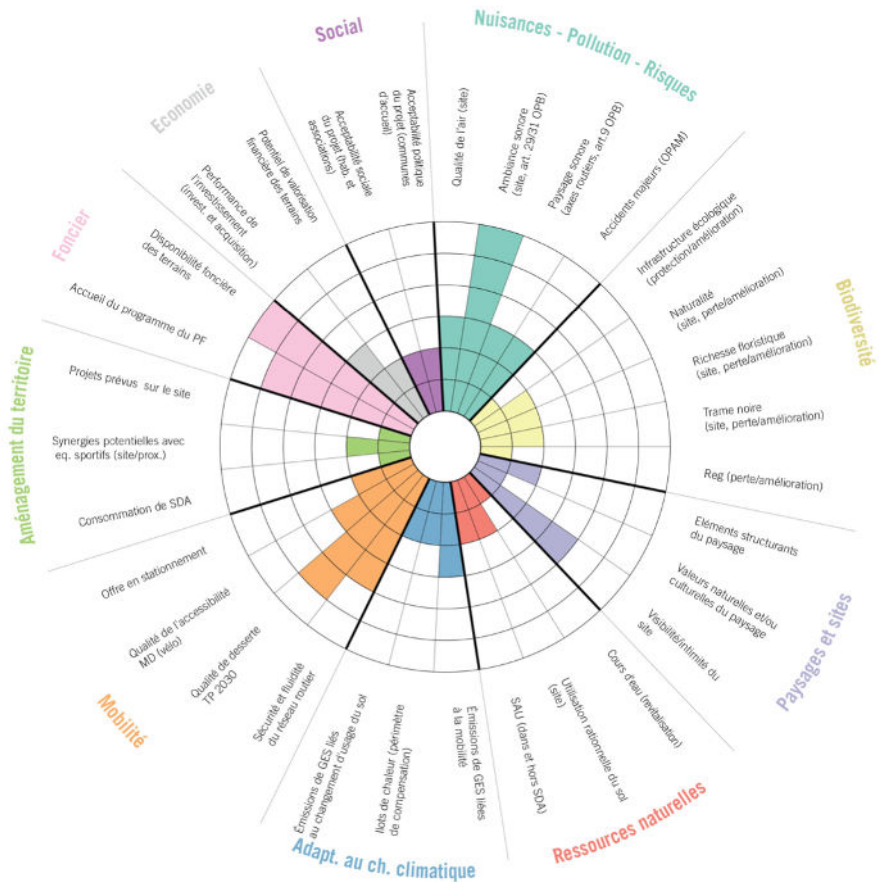 Social
Acceptabilité sociale
du projet (hab. et
associations)
Acceptabilité politique
du projet (communes
d'accueil)
Nuisances - Pollution - Risques
Qualité de l'air (site)
Ambiance sonore
(site, art. 29/31 OPB)
Paysage sonore
(axes routiers, art.9 OPB)
Accidents majeurs (OPAM)
Biodiversité
Infrastructure écologique
(protection/amélioration)
Naturalité
(site, perte/amélioration)
Richesse floristique
(site, perte/amélioration)
Trame noire
(site, perte/amélioration)
Reg (perte/amélioration)
Paysages et sites
Eléments structurants
du paysage
Valeurs naturelles et/ou
culturelles du paysage
Visibilité/intimité du
site
Ressources naturelles
Cours d'eau (revitalisation)
Utilisation rationnelle du sol
(site)
SAU (dans et hors SDA)
Adapt. au ch. climatique
Émissions de GES liées
à la mobilité
Ilots de chaleur (périmètre
de compensation)
Émissions de GES liés
au changement d'usage du sol
Mobilité
Sécurité et fluidité
du réseau routier
Qualité de desserte
TP 2030
Qualité de l'accessibilité
MD (vélo)
Offre en stationnement
Aménagement du territoire
Consommation de SDA
Synergies potentielles avec
eq. sportifs (site/prox.)
Projets prévus sur le site
Foncier
Accueil du programme du PF
Disponibilité foncière
des terrains
Economie
Performance de
l'investissement
(invest. et acquisition)
Potentiel de valorisation
financière des terrains